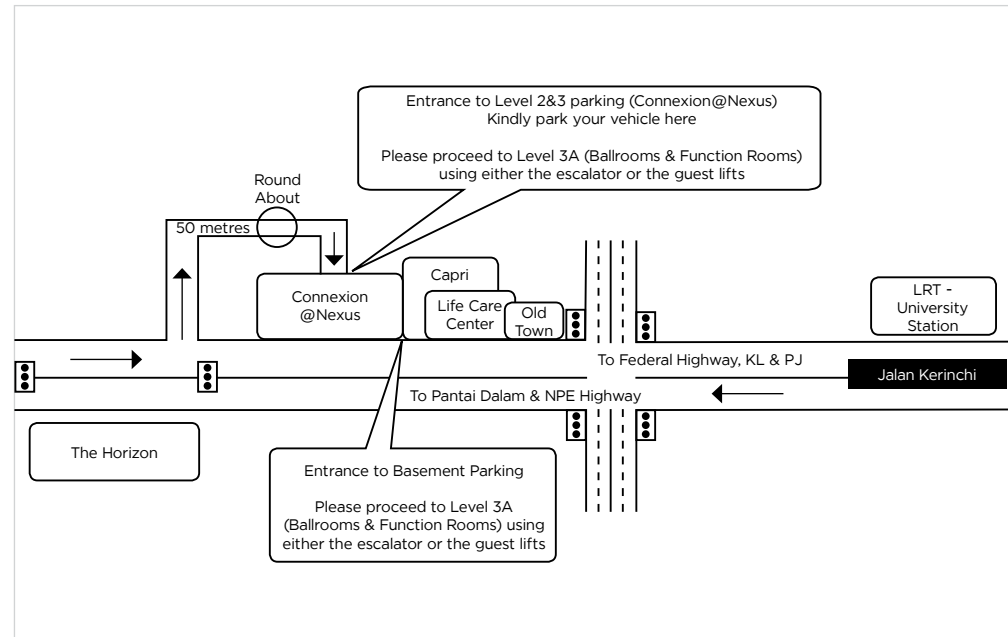 Entrance to Level 2&3 parking (Connexion@Nexus)
Kindly park your vehicle here
Please proceed to Level 3A (Ballrooms & Function Rooms)
using either the escalator or the guest lifts
Round
About
50 metres
Connexion
@Nexus
Capri
Life Care
Center
Old
Town
LRT -
University
Station
To Federal Highway, KL & PJ
Jalan Kerinchi
To Pantai Dalam & NPE Highway
The Horizon
Entrance to Basement Parking
Please proceed to Level 3A
(Ballrooms & Function Rooms) using
either the escalator or the guest lifts